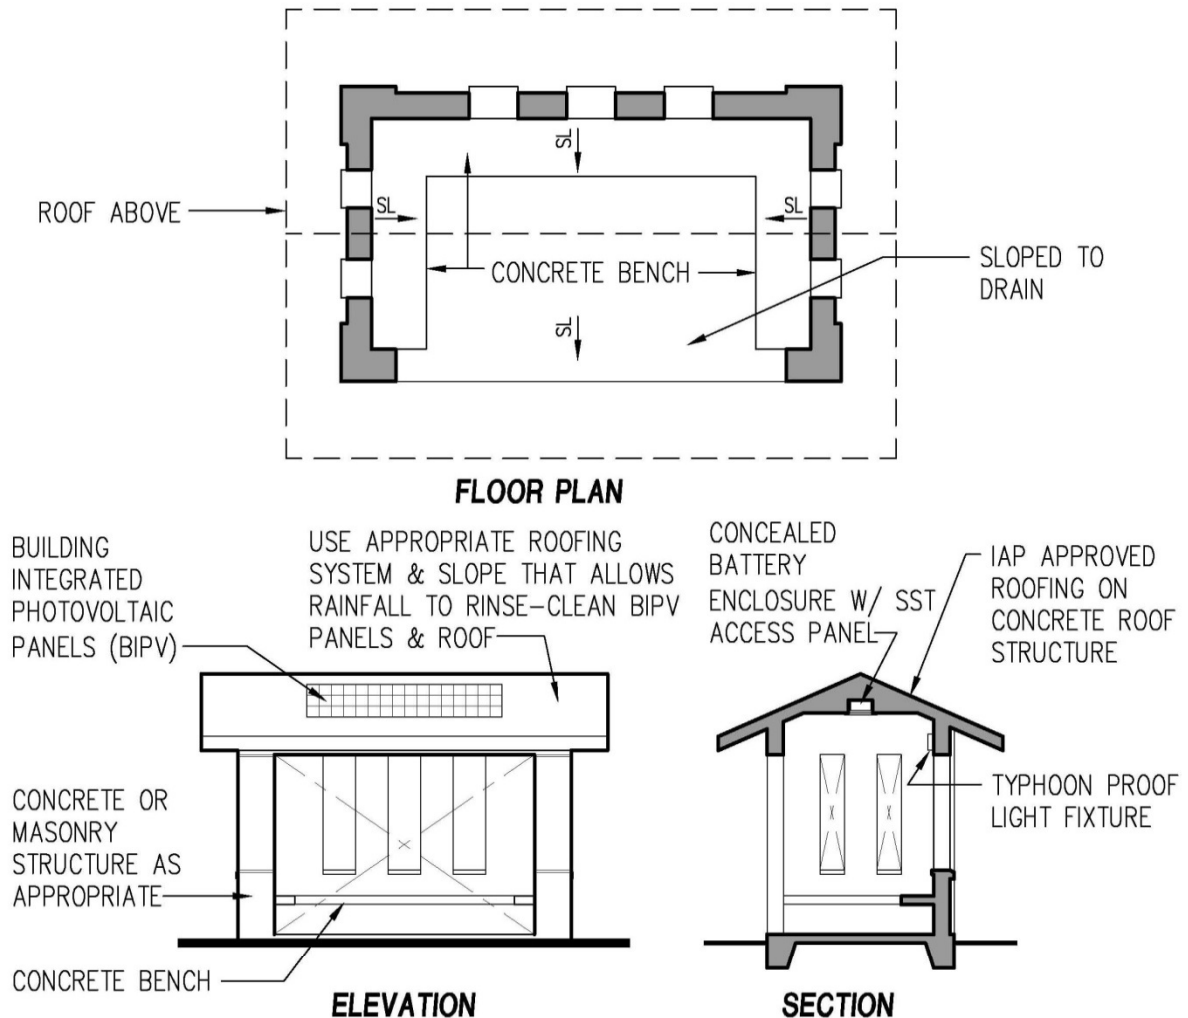 SL
ROOF ABOVE
SL
SL
CONCRETE BENCH
SLOPED TO
DRAIN
SL
FLOOR PLAN
BUILDING
INTEGRATED
PHOTOVOLTAIC
PANELS (BIPV)
USE APPROPRIATE ROOFING
SYSTEM & SLOPE THAT ALLOWS
RAINFALL TO RINSE-CLEAN BIPV
PANELS & ROOF
CONCEALED
BATTERY
ENCLOSURE W/ SST
ACCESS PANEL
IAP APPROVED
ROOFING ON
CONCRETE ROOF
STRUCTURE
CONCRETE OR
MASONRY
STRUCTURE AS
APPROPRIATE
TYPHOON PROOF
LIGHT FIXTURE
CONCRETE BENCH
ELEVATION
SECTION